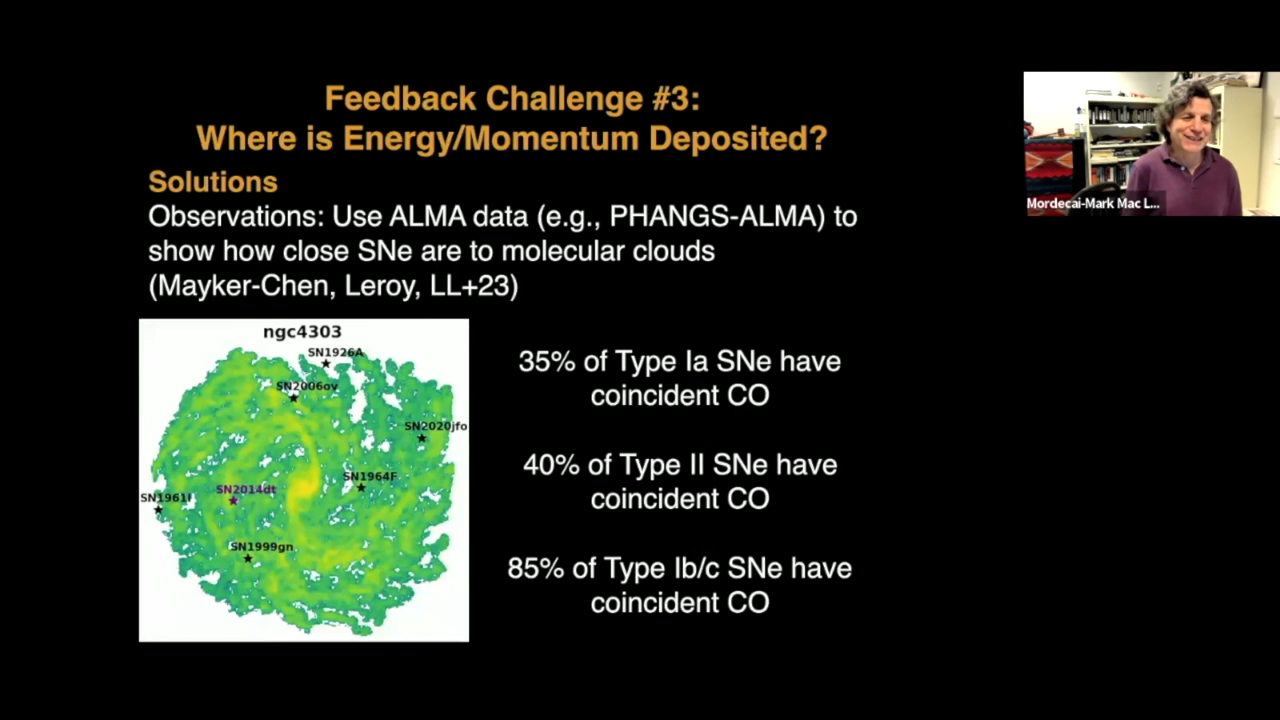 Feedback Challenge #3:
Where is Energy/Momentum Deposited?
Solutions
Observations: Use ALMA data (e.g., PHANGS-ALMA) to
show how close SNe are to molecular clouds
(Mayker-Chen, Leroy, LL+23)
ngc4303
SN1926A
SN2006ov
SN2020jfo
SN1964F
SN2014dt
SN1961I
SN1999gn
35% of Type Ia SNe have
coincident CO
40% of Type II SNe have
coincident CO
85% of Type Ib/c SNe have
coincident CO
Mordecai-Mark Mac L...